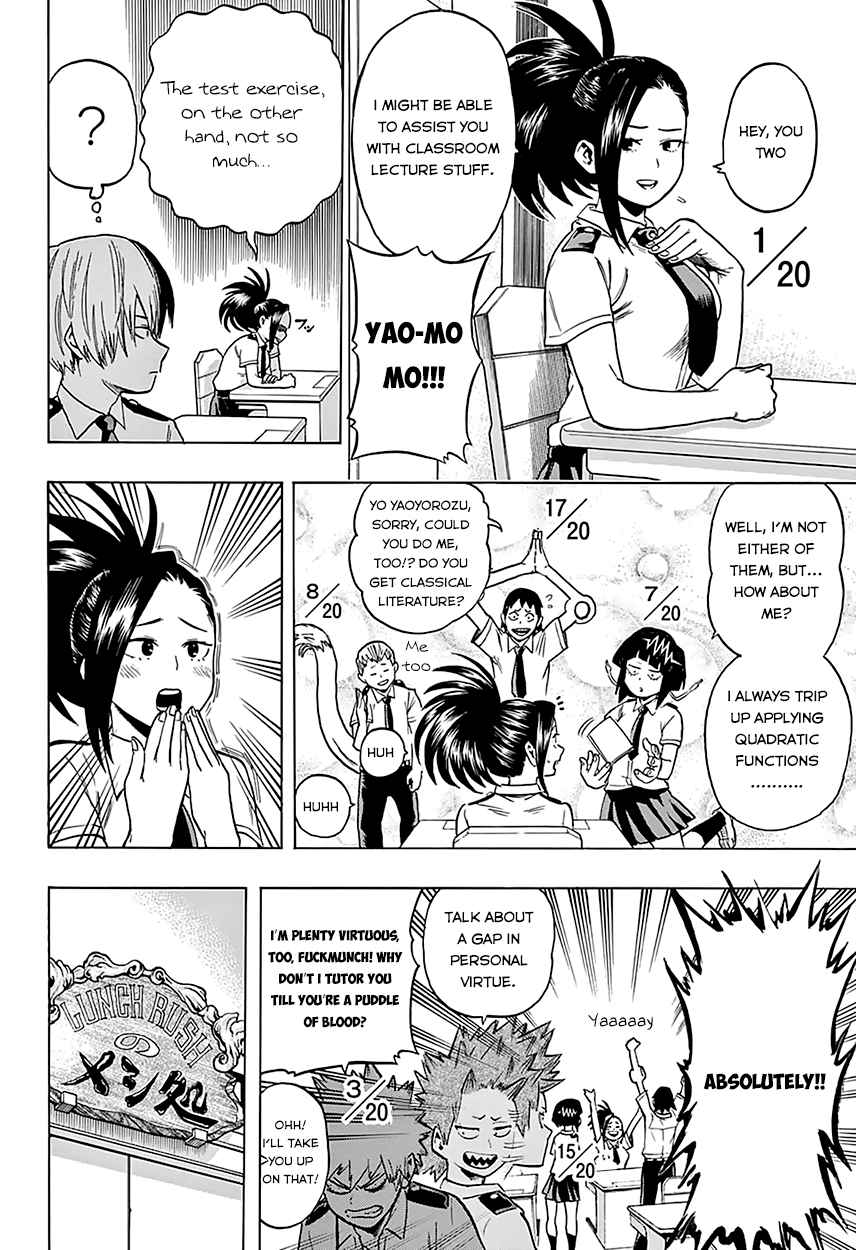 HEY, YOU
TWO
1/20
I MIGHT BE ABLE
TO ASSIST YOU
WITH CLASSROOM
LECTURE STUFF.
YAO-MO
MO!!!
The test exercise,
on the other
hand, not so
much...
プッ
?
WELL, I'M NOT
EITHER OF
THEM, BUT...
HOW ABOUT
ME?
I ALWAYS TRIP
UP APPLYING
QUADRATIC
FUNCTIONS
..........
7/20
17/20
YO YAOYOROZU,
SORRY, COULD
YOU DO ME,
TOO!? DO YOU
GET CLASSICAL
LITERATURE?
8/20
Me
too
HUH
HUHH
ABSOLUTELY!!
Yaaaaay
15/20
TALK ABOUT
A GAP IN
PERSONAL
VIRTUE.
I'M PLENTY VIRTUOUS,
TOO, FUCKMUNCH! WHY
DON'T I TUTOR YOU
TILL YOU'RE A PUDDLE
OF BLOOD?
3/20
OHH!
I'LL TAKE
YOU UP
ON THAT!
LUNCH RUSH
の
メシ処